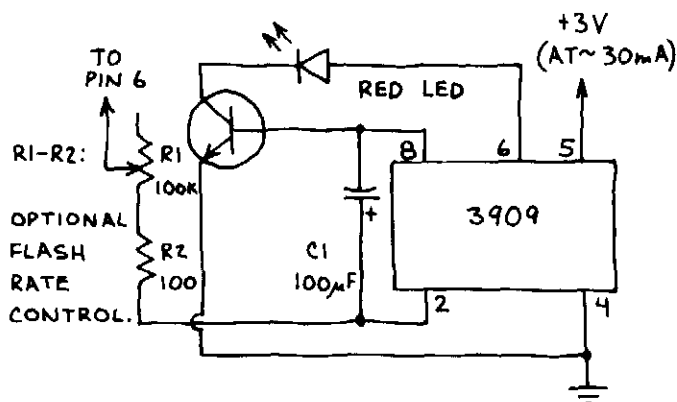 +3V
(AT~30mA)
TO
PIN 6
RED LED
R1-R2:
R1
100K
8
6
5
3909
OPTIONAL
FLASH
RATE
CONTROL.
R2
100
C1
100µF
+
2
4